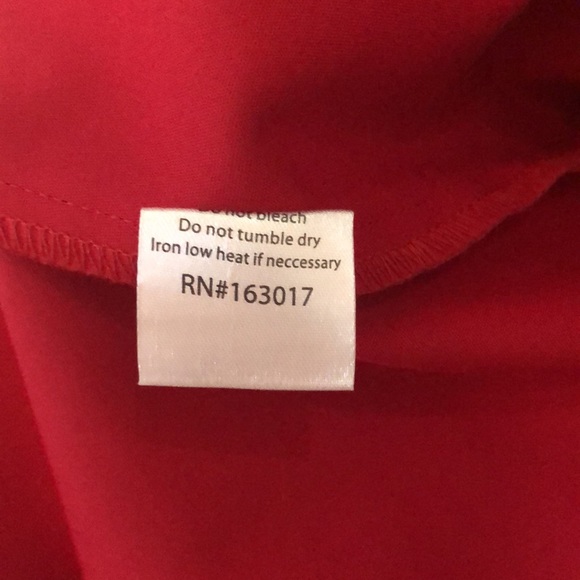 Do not bleach
Do not tumble dry
Iron low heat if neccessary
RN#163017